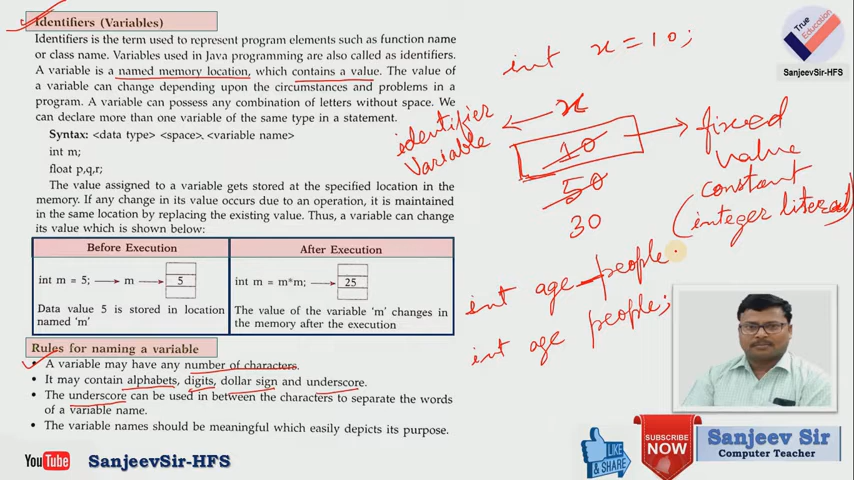 Identifiers (Variables)
Identifiers is the term used to represent program elements such as function name
or class name. Variables used in Java programming are also called as identifiers.
A variable is a named memory location, which contains a value. The value of
a variable can change depending upon the circumstances and problems in a
program. A variable can possess any combination of letters without space. We
can declare more than one variable of the same type in a statement.
Syntax: <data type> <space>, <variable name>
int m;
float p,q,r;
The value assigned to a variable gets stored at the specified location in the
memory. If any change in its value occurs due to an operation, it is maintained
in the same location by replacing the existing value. Thus, a variable can change
its value which is shown below:
Before Execution
int m = 5; m 5
Data value 5 is stored in location
named 'm'
After Execution
int m = m*m; 25
The value of the variable 'm' changes in
the memory after the execution
Rules for naming a variable
• A variable may have any number of characters.
• It may contain alphabets, digits, dollar sign and underscore.
• The underscore can be used in between the characters to separate the words
of a variable name.
• The variable names should be meaningful which easily depicts its purpose.
int x = 10;
x
identifier
variable
10
50
30
fixed
value
constant
(integer literal)
int age_people
int age people;
True
Education
SanjeevSir-HFS
LIKE
& SHARE
SUBSCRIBE
NOW
Sanjeev Sir
Computer Teacher
YouTube SanjeevSir-HFS